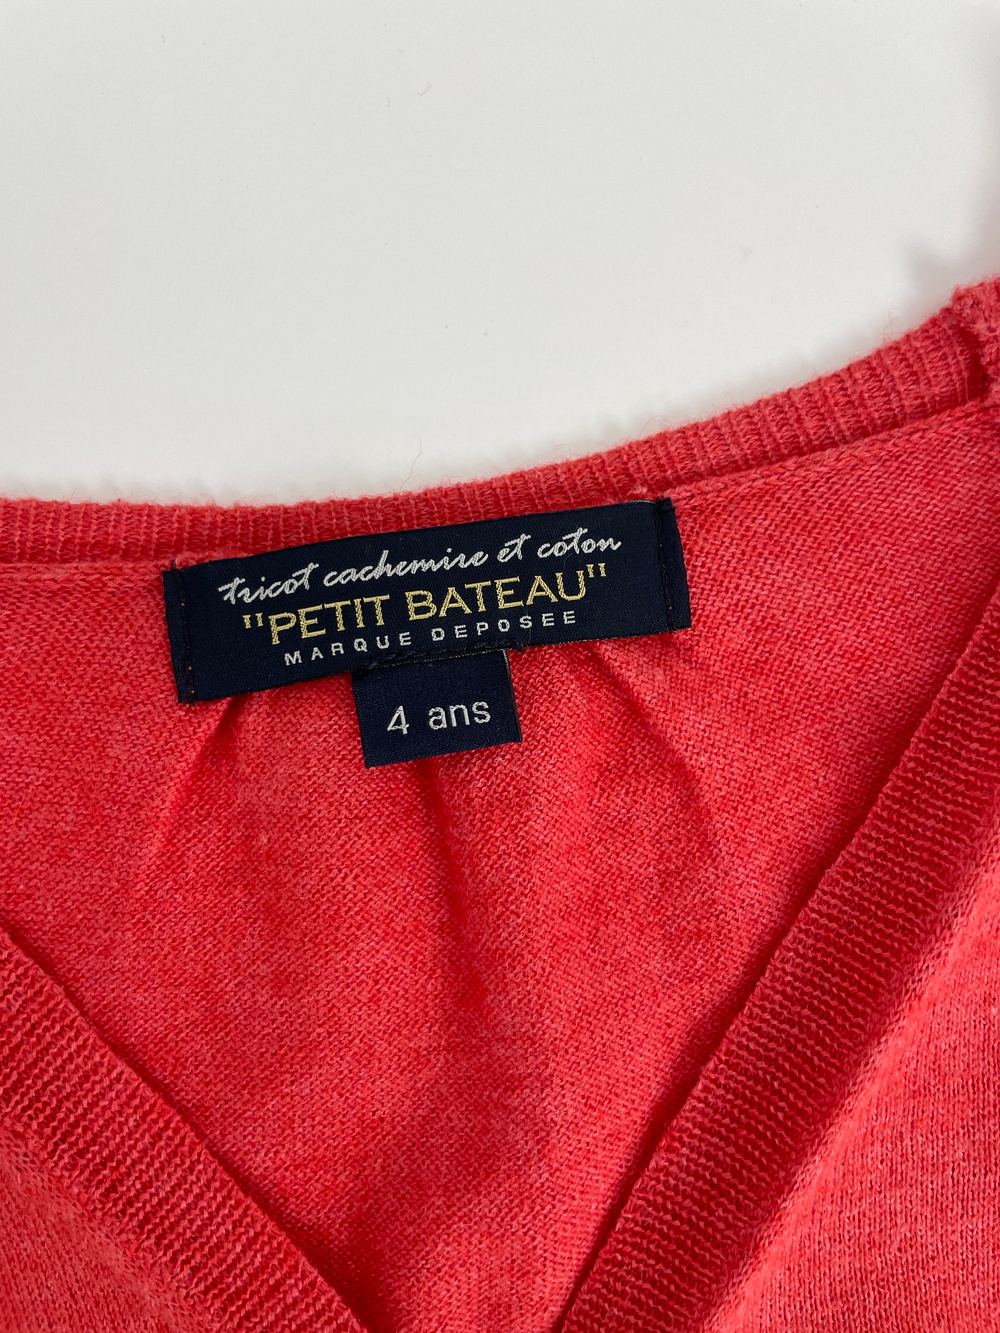 tricot cachemire et coton
"PETIT BATEAU"
MARQUE DEPOSEE
4 ans